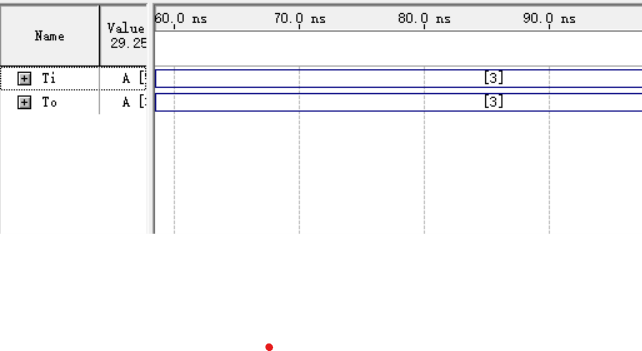 Name
Value
29.25
60.0 ns 70.0 ns 80.0 ns 90.0 ns
Ti A [ [3]
To A [ [3]